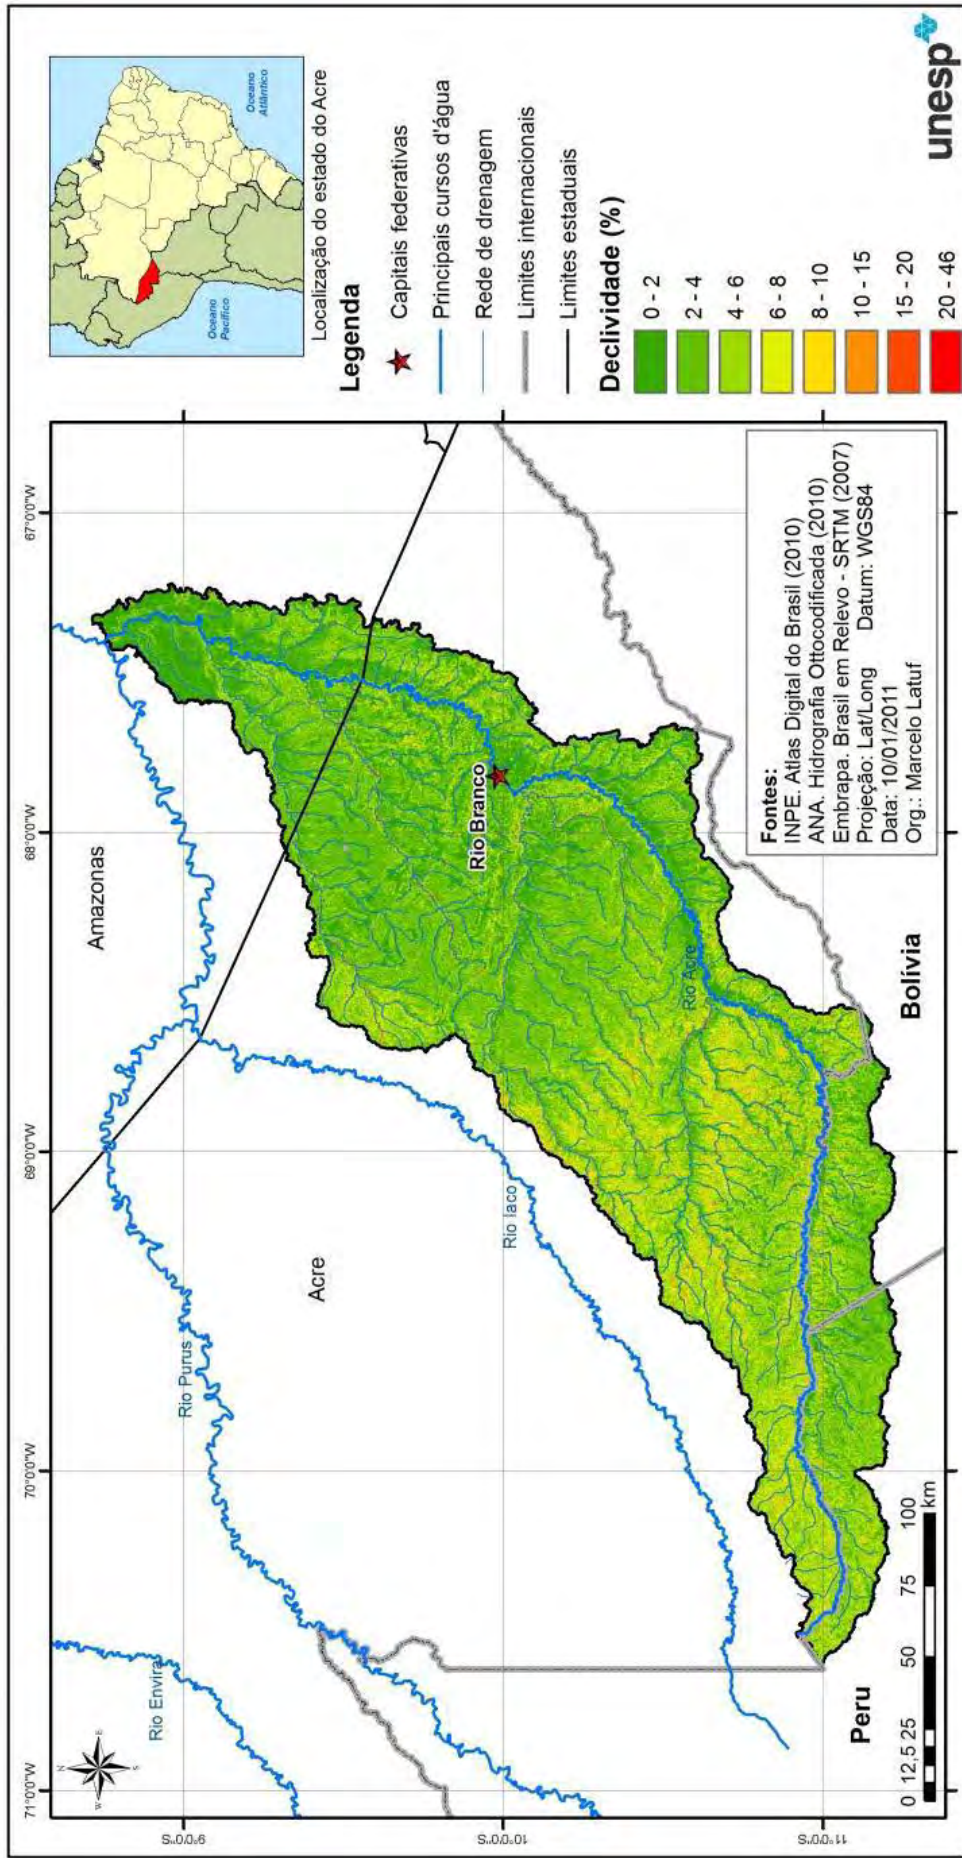 71°0'0"W
70°0'0"W
69°0'0"W
68°0'0"W
67°0'0"W
9°0'0"S
10°0'0"S
11°0'0"S
N
E
S
W
Rio Envira
Rio Purus
Amazonas
Acre
Rio Iaco
Rio Branco
Rio Acre
Peru
Bolívia
0 12,5 25 50 75 100
km
Fontes:
INPE. Atlas Digital do Brasil (2010)
ANA. Hidrografia Ottocodificada (2010)
Embrapa. Brasil em Relevo - SRTM (2007)
Projeção: Lat/Long Datum: WGS84
Data: 10/01/2011
Org.: Marcelo Latuf
Oceano
Pacífico
Oceano
Atlântico
Localização do estado do Acre
Legenda
Capitais federativas
Principais cursos d'água
Rede de drenagem
Limites internacionais
Limites estaduais
Declividade (%)
0 - 2
2 - 4
4 - 6
6 - 8
8 - 10
10 - 15
15 - 20
20 - 46
unesp